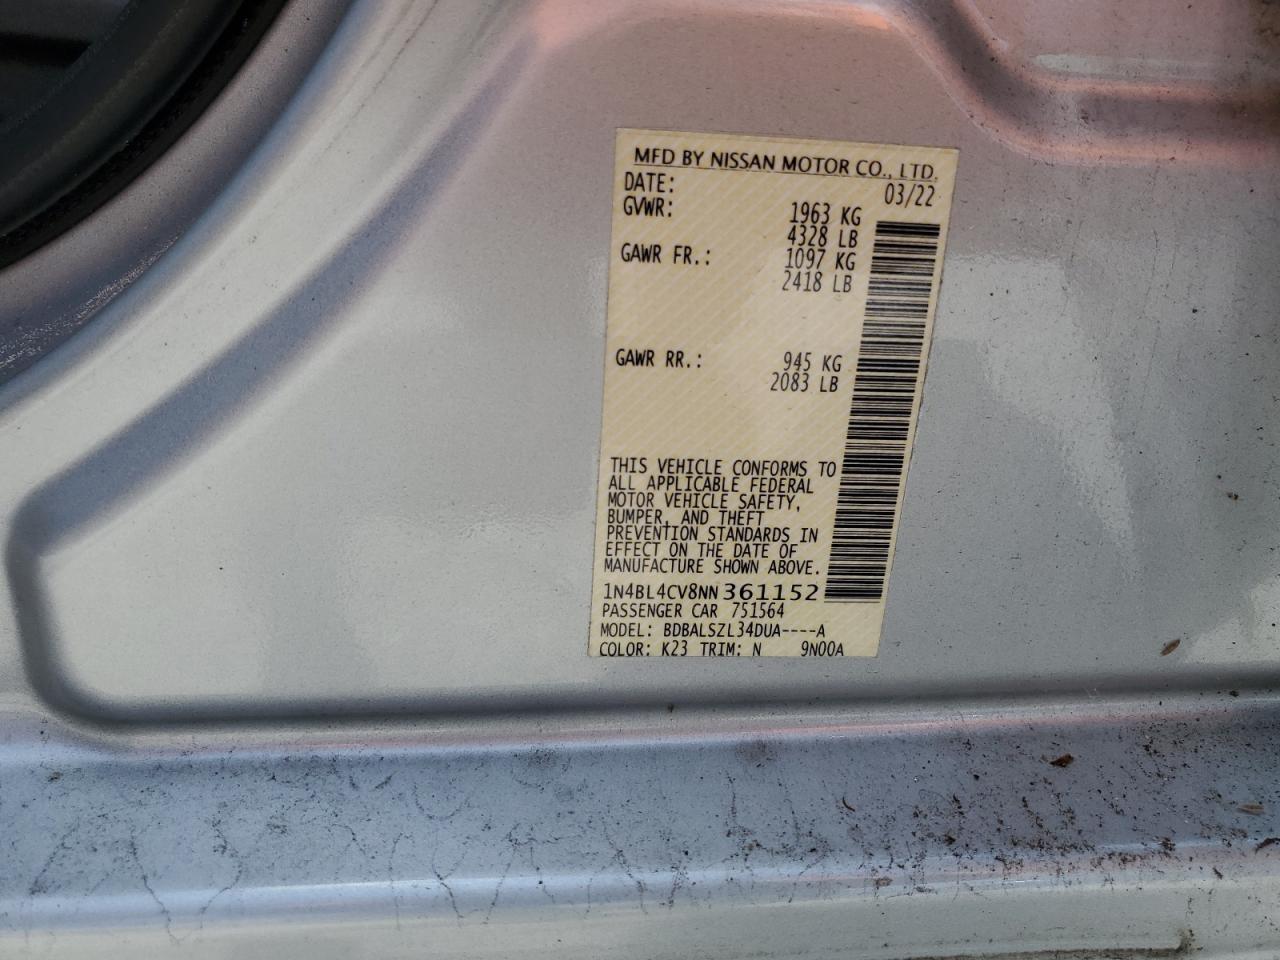 MFD BY NISSAN MOTOR CO., LTD.
DATE: 03/22
GVWR: 1963 KG
4328 LB
GAWR FR.: 1097 KG
2418 LB
GAWR RR.: 945 KG
2083 LB
THIS VEHICLE CONFORMS TO
ALL APPLICABLE FEDERAL
MOTOR VEHICLE SAFETY,
BUMPER, AND THEFT
PREVENTION STANDARDS IN
EFFECT ON THE DATE OF
MANUFACTURE SHOWN ABOVE.
1N4BL4CV8NN361152
PASSENGER CAR 751564
MODEL: BDBALSZL34DUA----A
COLOR: K23 TRIM: N 9N00A